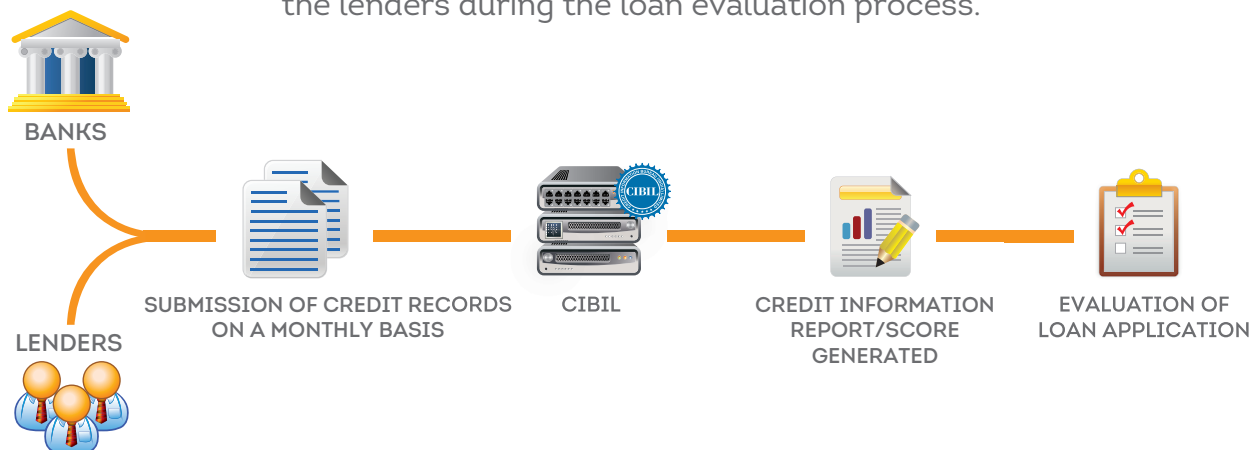 the lenders during the loan evaluation process.
BANKS
LENDERS
SUBMISSION OF CREDIT RECORDS
ON A MONTHLY BASIS
CIBIL
CIBIL
CREDIT INFORMATION
REPORT/SCORE
GENERATED
EVALUATION OF
LOAN APPLICATION